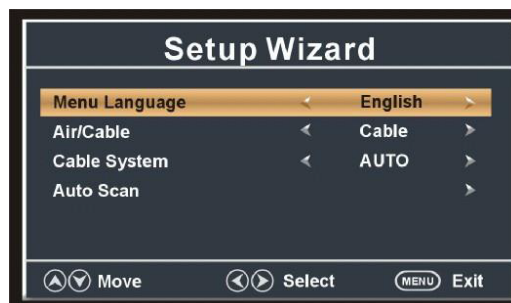 Setup Wizard
Menu Language English
Air/Cable Cable
Cable System AUTO
Auto Scan
Move Select MENU Exit